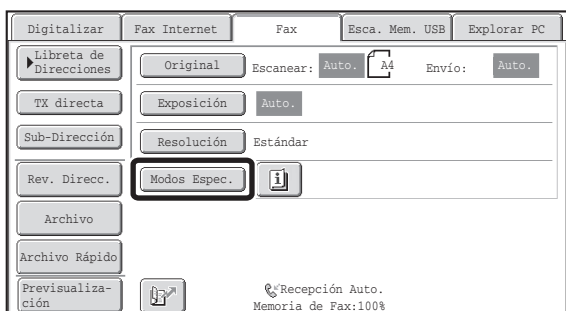 Digitalizar
Fax Internet
Fax
Esca. Mem. USB
Explorar PC
Libreta de
Direcciones
Original
Escanear:
Auto.
A4
Envío:
Auto.
TX directa
Exposición
Auto.
Sub-Dirección
Resolución
Estándar
Rev. Direcc.
Modos Espec.
Archivo
Archivo Rápido
Previsualiza-
ción
Recepción Auto.
Memoria de Fax:100%